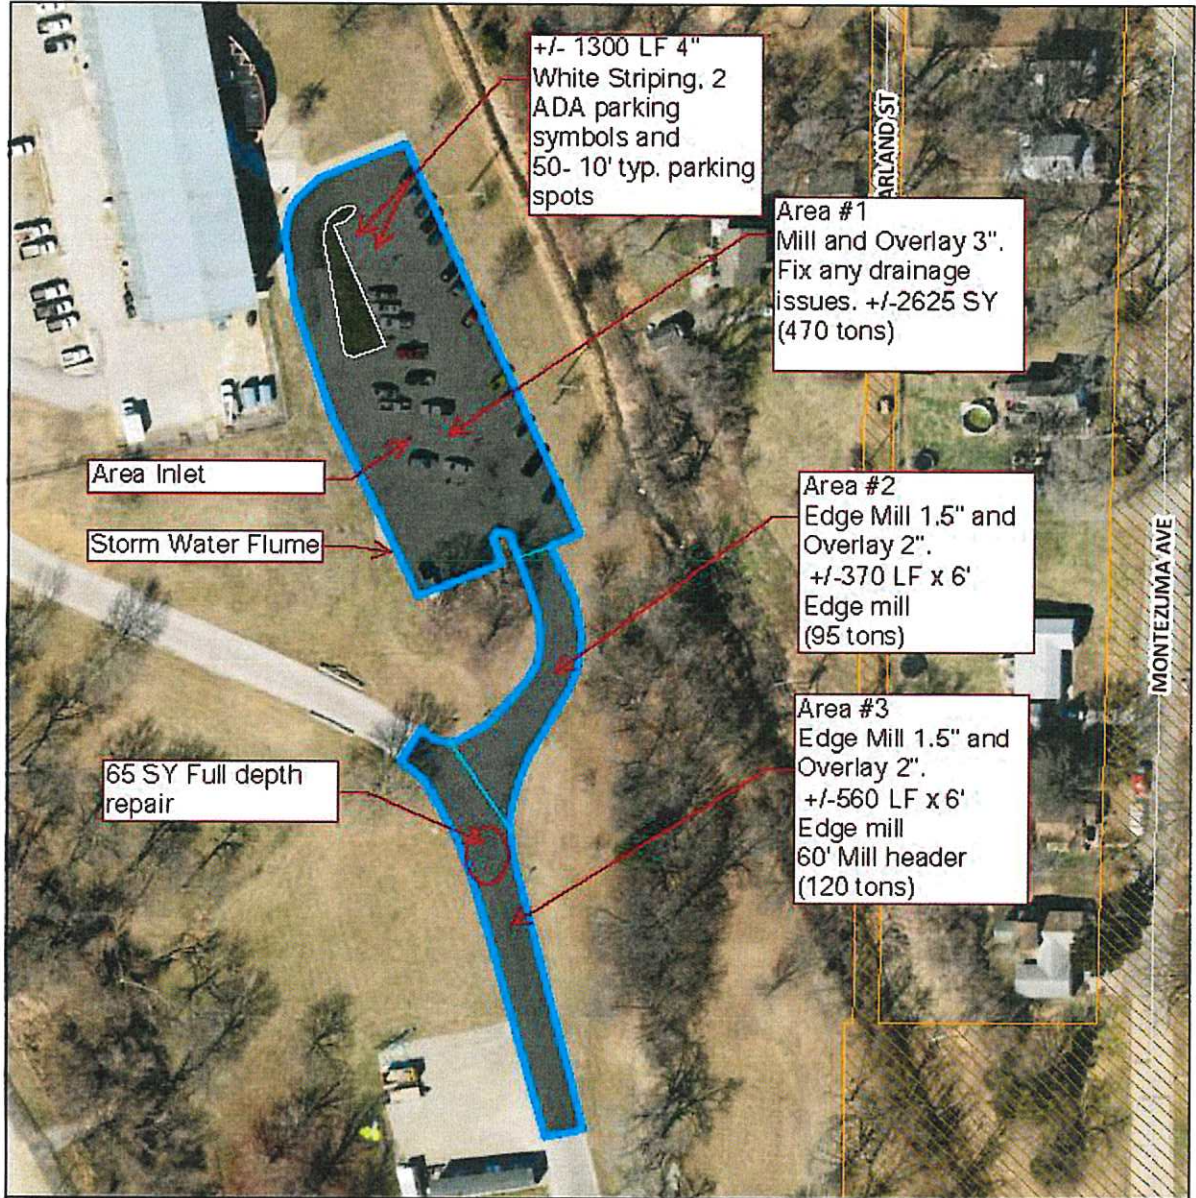 +/- 1300 LF 4"
White Striping, 2
ADA parking
symbols and
50- 10' typ. parking
spots
ARLAND ST
Area #1
Mill and Overlay 3".
Fix any drainage
issues. +/-2625 SY
(470 tons)
Area Inlet
Storm Water Flume
Area #2
Edge Mill 1.5" and
Overlay 2".
+/-370 LF x 6'
Edge mill
(95 tons)
MONTEZUMA AVE
65 SY Full depth
repair
Area #3
Edge Mill 1.5" and
Overlay 2".
+/-560 LF x 6'
Edge mill
60' Mill header
(120 tons)